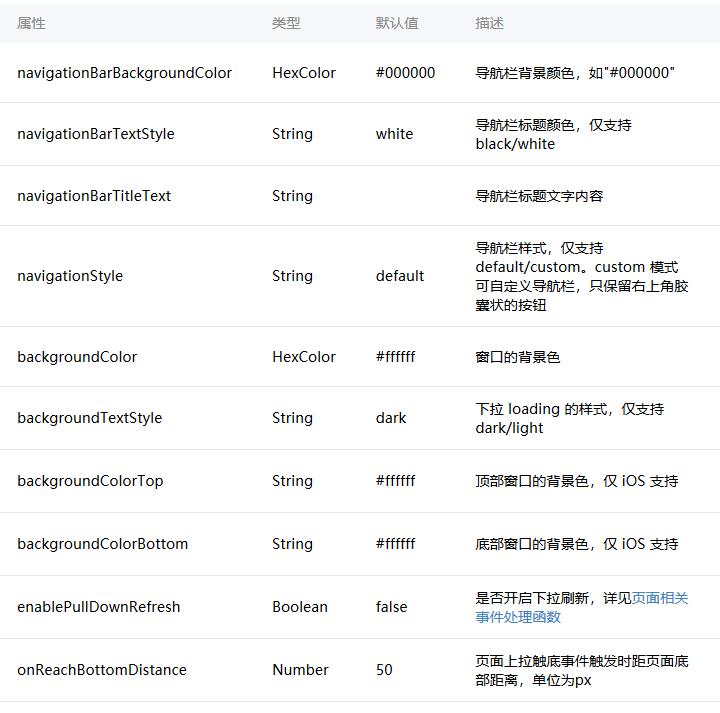 属性 类型 默认值 描述
navigationBarBackgroundColor HexColor #000000 导航栏背景颜色，如"#000000"
navigationBarTextStyle String white 导航栏标题颜色，仅支持
black/white
navigationBarTitleText String 导航栏标题文字内容
navigationStyle String default 导航栏样式，仅支持
default/custom。custom 模式
可自定义导航栏，只保留右上角胶
囊状的按钮
backgroundColor HexColor #ffffff 窗口的背景色
backgroundTextStyle String dark 下拉 loading 的样式，仅支持
dark/light
backgroundColorTop String #ffffff 顶部窗口的背景色，仅 iOS 支持
backgroundColorBottom String #ffffff 底部窗口的背景色，仅 iOS 支持
enablePullDownRefresh Boolean false 是否开启下拉刷新，详见页面相关
事件处理函数
onReachBottomDistance Number 50 页面上拉触底事件触发时距页面底
部距离，单位为px